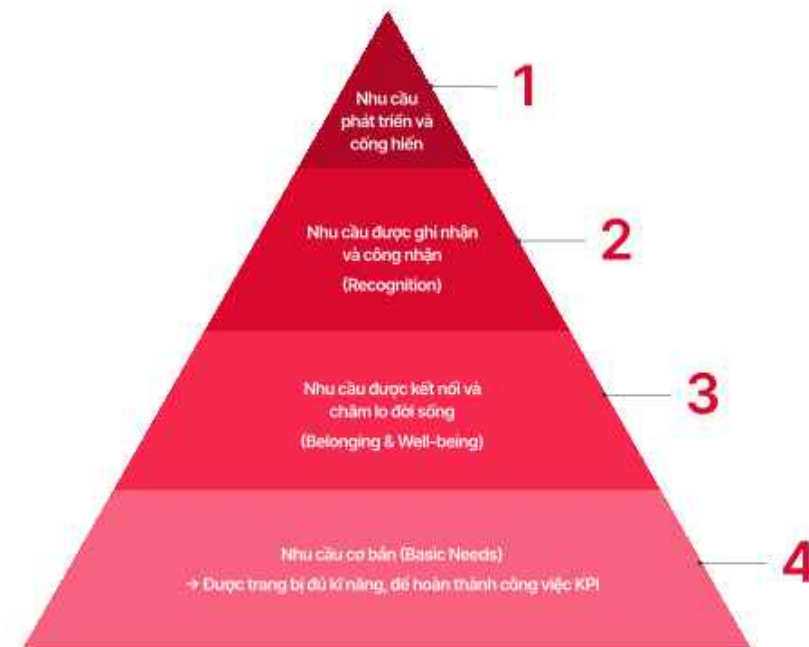 Nhu cầu
phát triển và
cống hiến
1
Nhu cầu được ghi nhận
và công nhận
(Recognition)
2
Nhu cầu được kết nối và
chăm lo đời sống
(Belonging & Well-being)
3
Nhu cầu cơ bản (Basic Needs)
→ Được trang bị đủ kĩ năng, để hoàn thành công việc KPI
4